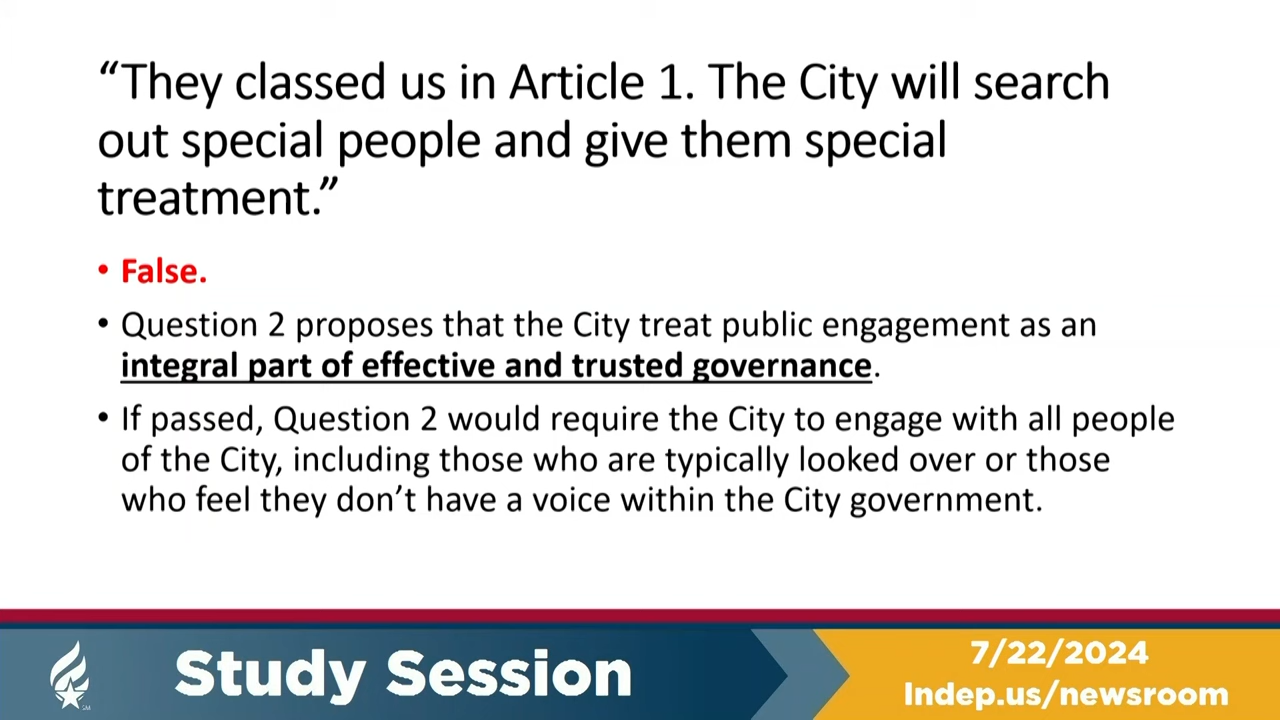 “They classed us in Article 1. The City will search
out special people and give them special
treatment.”
• False.
• Question 2 proposes that the City treat public engagement as an
integral part of effective and trusted governance.
• If passed, Question 2 would require the City to engage with all people
of the City, including those who are typically looked over or those
who feel they don’t have a voice within the City government.
Study Session
7/22/2024
Indep.us/newsroom
SM